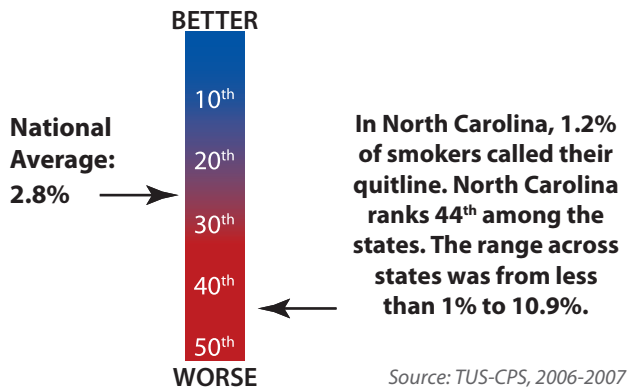 BETTER
10th
20th
30th
40th
50th
WORSE
National
Average:
2.8%
In North Carolina, 1.2%
of smokers called their
quitline. North Carolina
ranks 44th among the
states. The range across
states was from less
than 1% to 10.9%.
Source: TUS-CPS, 2006-2007